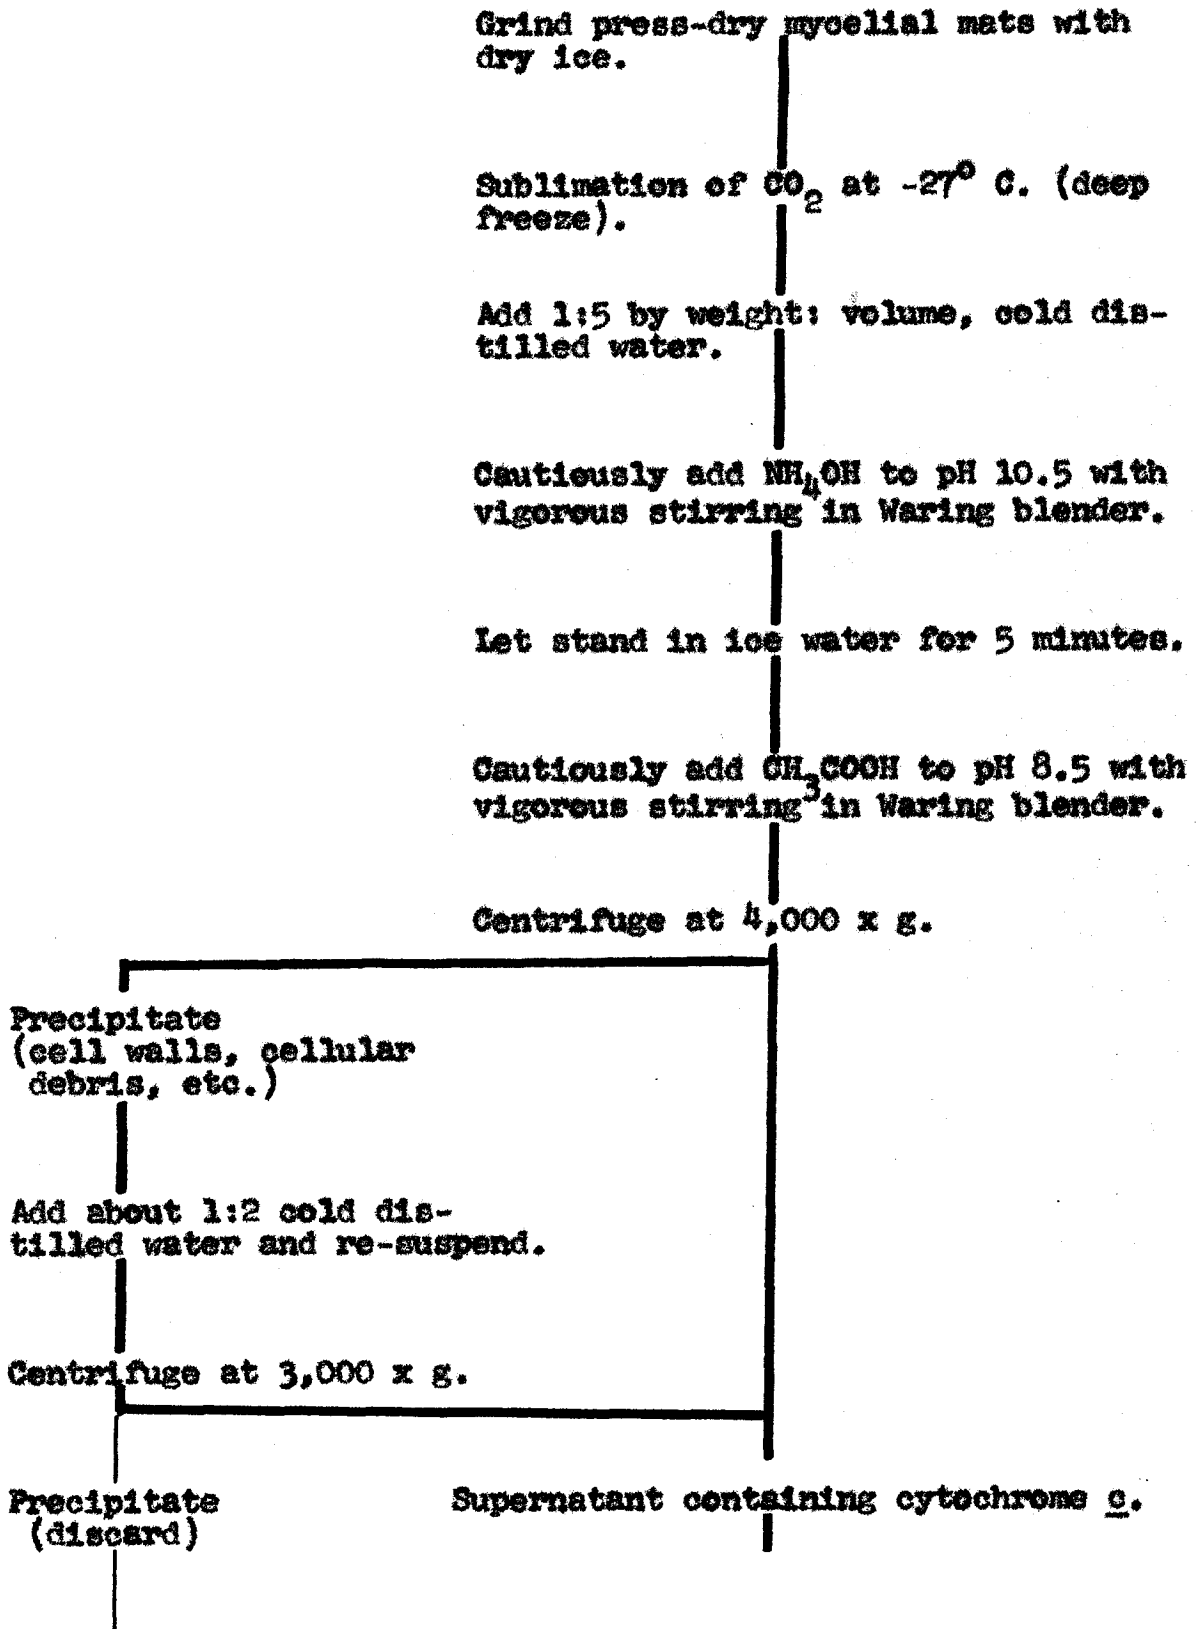 Grind press-dry mycelial mats with
dry ice.
Sublimation of CO₂ at -27° C. (deep
freeze).
Add 1:5 by weight: volume, cold dis-
tilled water.
Cautiously add NH₄OH to pH 10.5 with
vigorous stirring in Waring blender.
Let stand in ice water for 5 minutes.
Cautiously add CH₃COOH to pH 8.5 with
vigorous stirring in Waring blender.
Centrifuge at 4,000 x g.
Precipitate
(cell walls, cellular
debris, etc.)
Add about 1:2 cold dis-
tilled water and re-suspend.
Centrifuge at 3,000 x g.
Precipitate
(discard)
Supernatant containing cytochrome c.